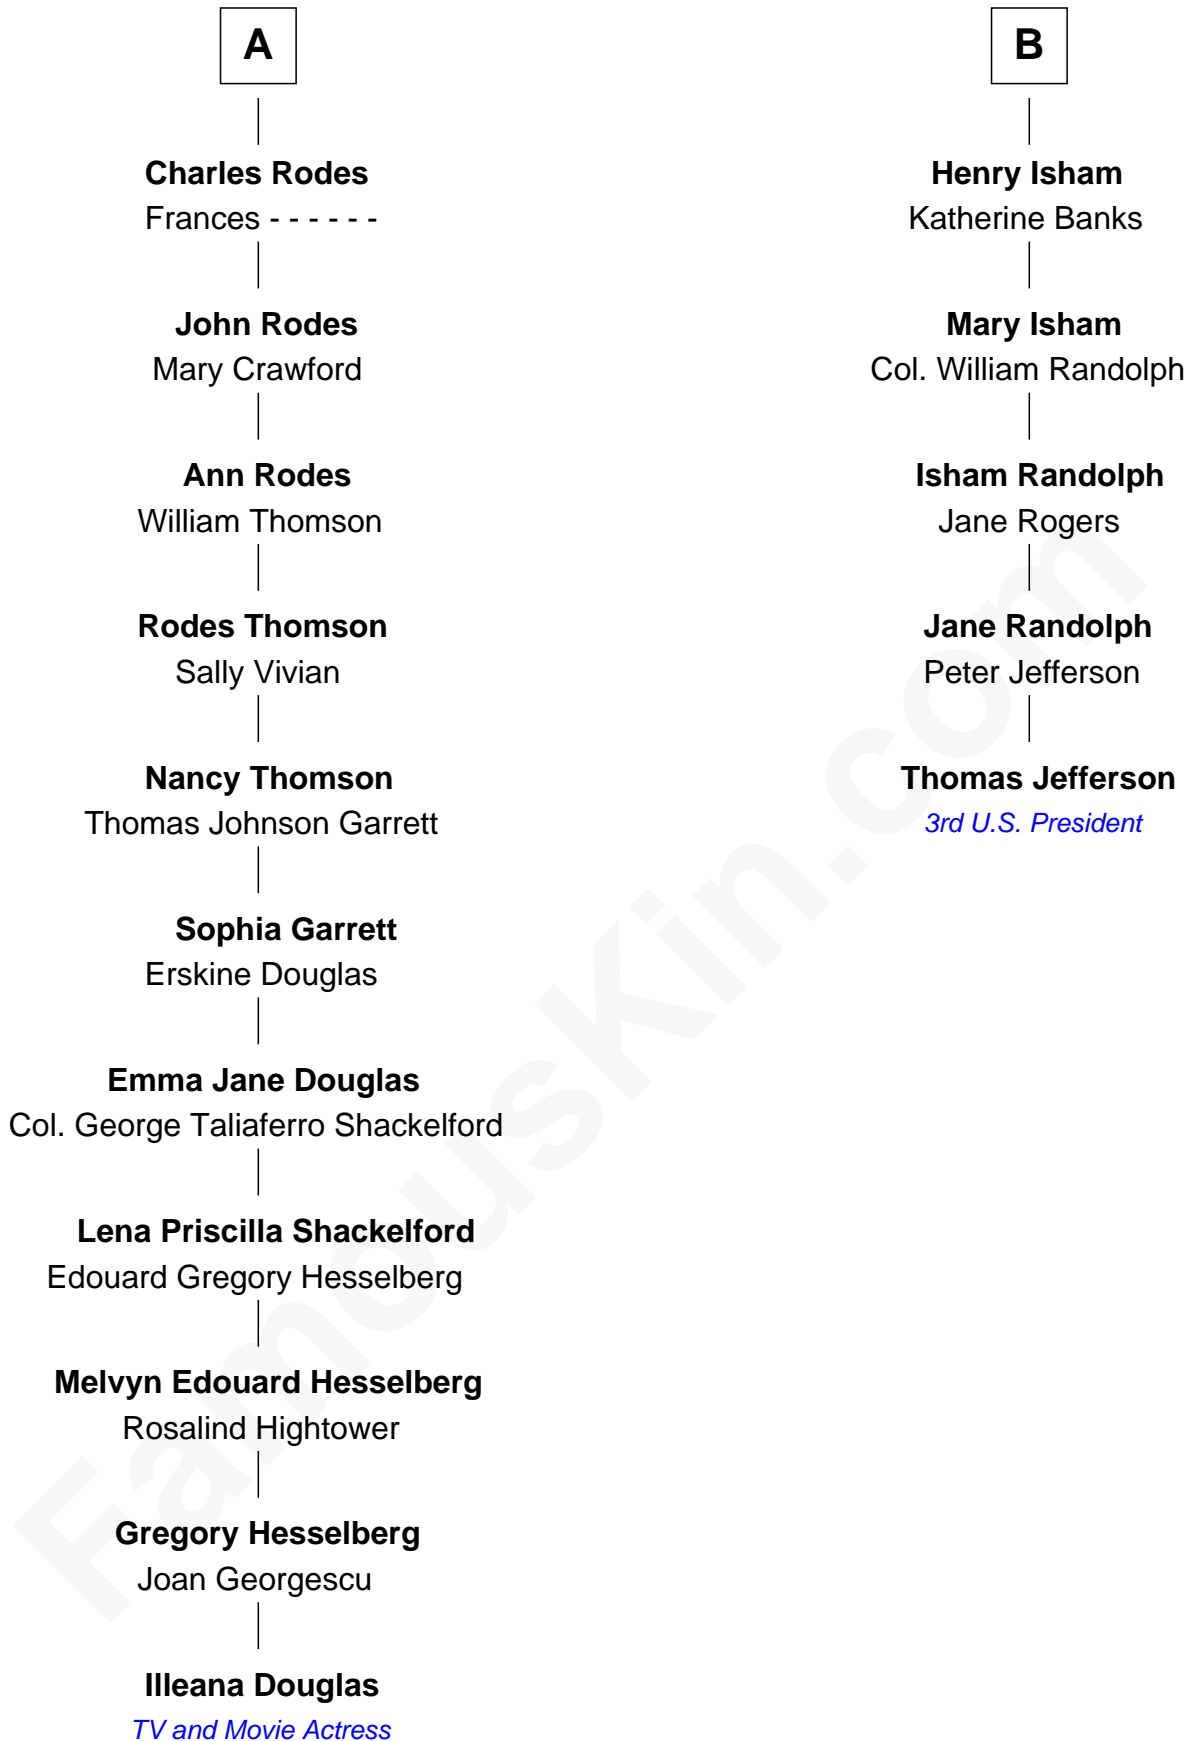 A
Charles Rodes
Frances - - - - - -
John Rodes
Mary Crawford
Ann Rodes
William Thomson
Rodes Thomson
Sally Vivian
Nancy Thomson
Thomas Johnson Garrett
Sophia Garrett
Erskine Douglas
Emma Jane Douglas
Col. George Taliaferro Shackelford
Lena Priscilla Shackelford
Edouard Gregory Hesselberg
Melvyn Edouard Hesselberg
Rosalind Hightower
Gregory Hesselberg
Joan Georgescu
Illeana Douglas
TV and Movie Actress
B
Henry Isham
Katherine Banks
Mary Isham
Col. William Randolph
Isham Randolph
Jane Rogers
Jane Randolph
Peter Jefferson
Thomas Jefferson
3rd U.S. President
FamousKin.com